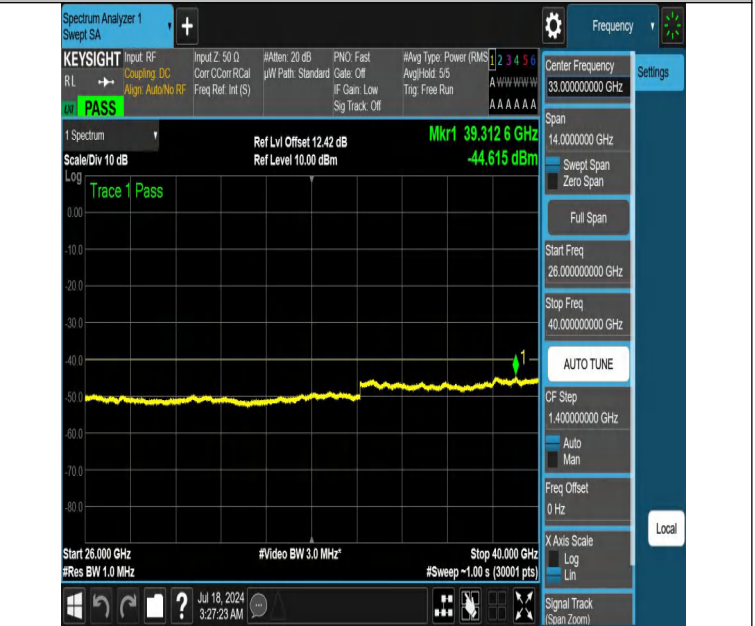 Spectrum Analyzer 1
Swept SA
+
Frequency
KEYSIGHT
RL
PASS
Input: RF
Coupling: DC
Align: Auto/No RF
Input Z: 50 Ω
Corr CCorr RCal
Freq Ref: Int (S)
#Atten: 20 dB
µW Path: Standard
PNO: Fast
Gate: Off
IF Gain: Low
Sig Track: Off
#Avg Type: Power (RMS
Avg|Hold: 5/5
Trig: Free Run
1 2 3 4 5 6
A W W W W W
A A A A A A
1 Spectrum
Scale/Div 10 dB
Ref Lvl Offset 12.42 dB
Ref Level 10.00 dBm
Mkr1 39.312 6 GHz
-44.615 dBm
Log
Trace 1 Pass
0.00
-10.0
-20.0
-30.0
-40.0
-50.0
-60.0
-70.0
-80.0
1
Start 26.000 GHz
#Res BW 1.0 MHz
#Video BW 3.0 MHz*
Stop 40.000 GHz
#Sweep ~1.00 s (30001 pts)
Jul 18, 2024
3:27:23 AM
?
Center Frequency
33.000000000 GHz
Span
14.0000000 GHz
Swept Span
Zero Span
Full Span
Start Freq
26.000000000 GHz
Stop Freq
40.000000000 GHz
AUTO TUNE
CF Step
1.400000000 GHz
Auto
Man
Freq Offset
0 Hz
X Axis Scale
Log
Lin
Signal Track
(Span Zoom)
Settings
Local